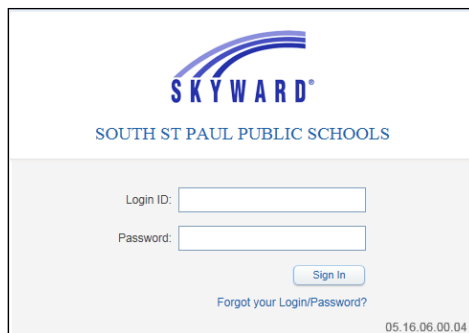 SKYWARD®
SOUTH ST PAUL PUBLIC SCHOOLS
Login ID:
Password:
Sign In
Forgot your Login/Password?
05.16.06.00.04